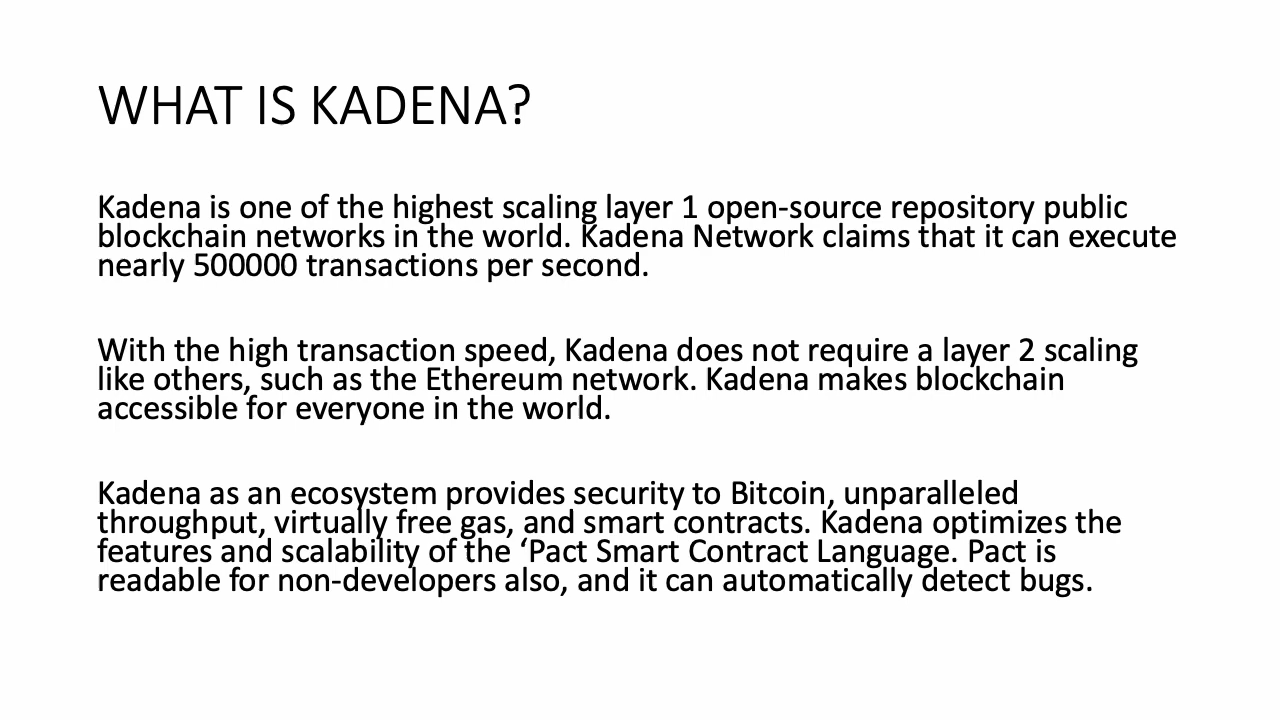 WHAT IS KADENA?
Kadena is one of the highest scaling layer 1 open-source repository public
blockchain networks in the world. Kadena Network claims that it can execute
nearly 500000 transactions per second.
With the high transaction speed, Kadena does not require a layer 2 scaling
like others, such as the Ethereum network. Kadena makes blockchain
accessible for everyone in the world.
Kadena as an ecosystem provides security to Bitcoin, unparalleled
throughput, virtually free gas, and smart contracts. Kadena optimizes the
features and scalability of the ‘Pact Smart Contract Language. Pact is
readable for non-developers also, and it can automatically detect bugs.